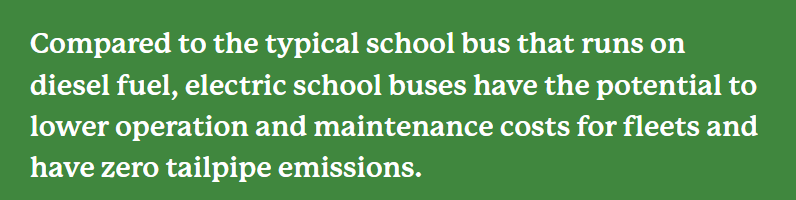 Compared to the typical school bus that runs on
diesel fuel, electric school buses have the potential to
lower operation and maintenance costs for fleets and
have zero tailpipe emissions.